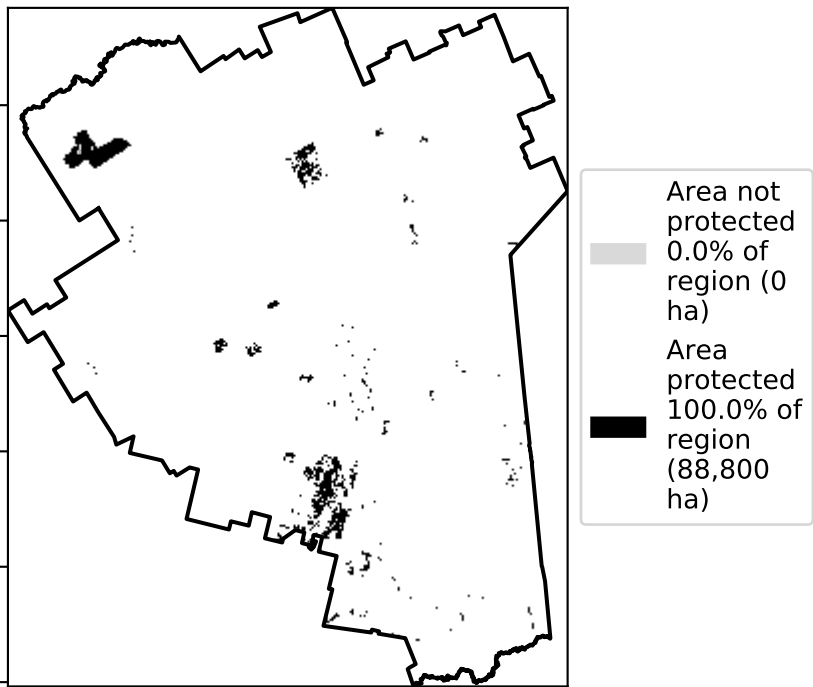 Area not
protected
0.0% of
region (0
ha)
Area
protected
100.0% of
region
(88,800
ha)